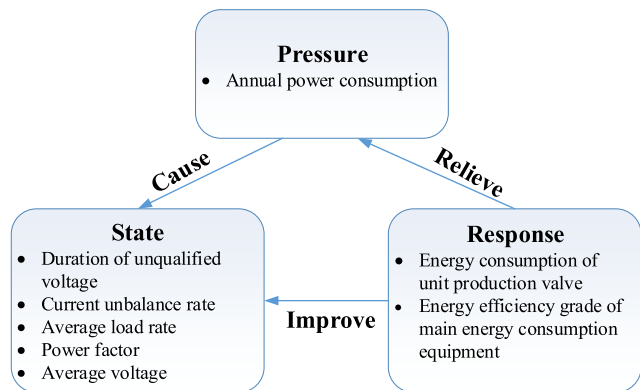 Pressure
• Annual power consumption
Cause
Relieve
State
• Duration of unqualified
voltage
• Current unbalance rate
• Average load rate
• Power factor
• Average voltage
Improve
Response
• Energy consumption of
unit production valve
• Energy efficiency grade of
main energy consumption
equipment